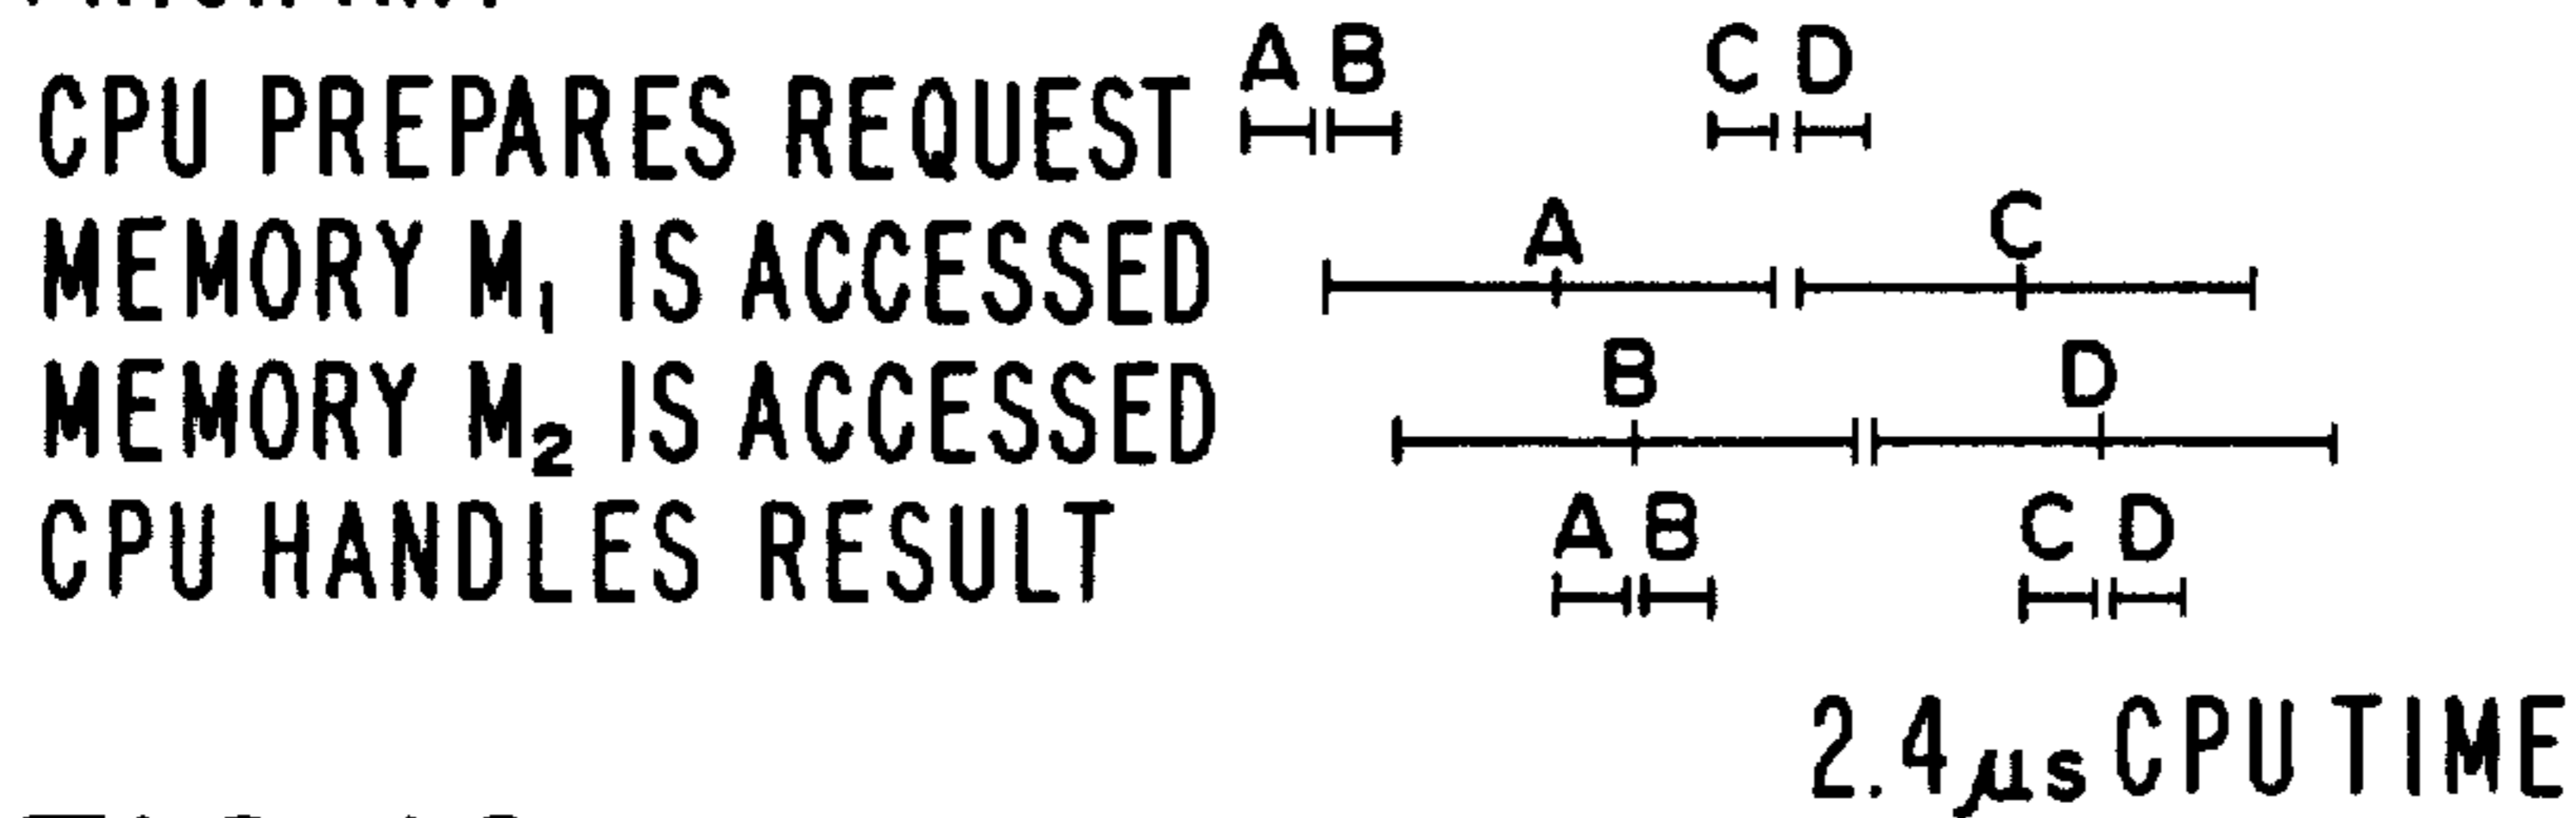 A B C D
CPU PREPARES REQUEST
A C
MEMORY M₁ IS ACCESSED
B D
MEMORY M₂ IS ACCESSED
A B C D
CPU HANDLES RESULT
2.4μs CPU TIME